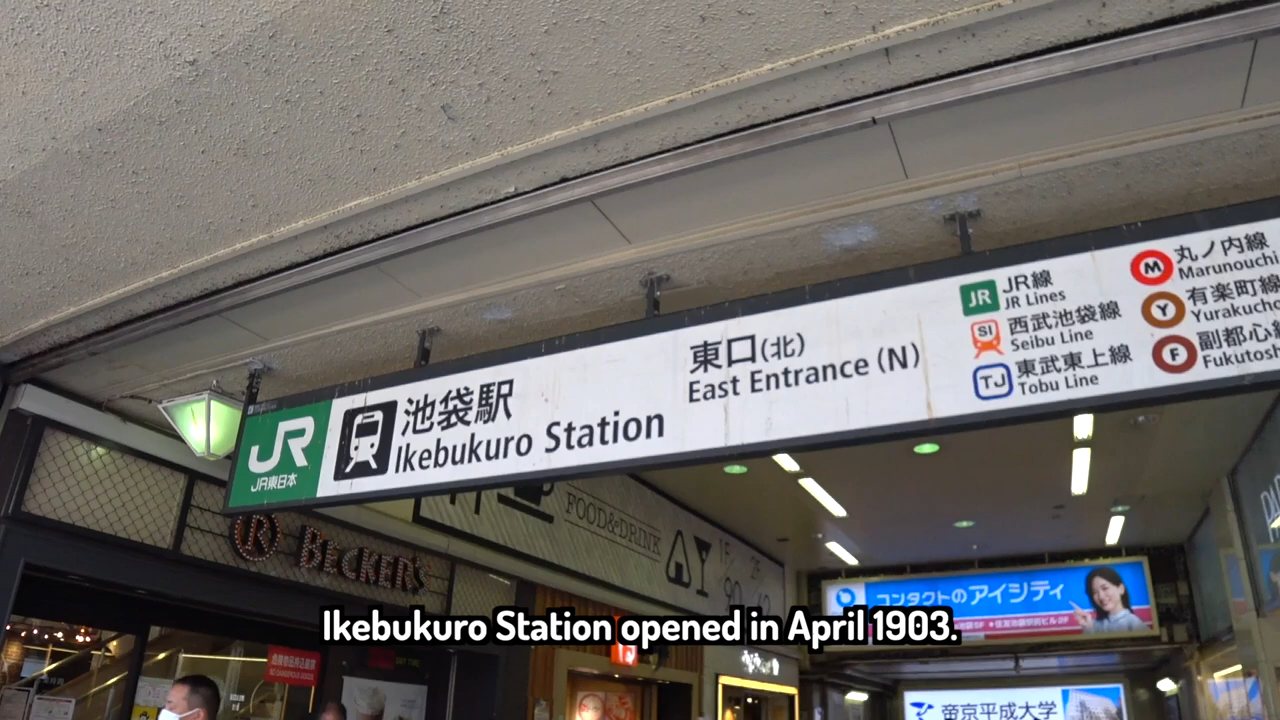 JR
JR東日本
池袋駅
Ikebukuro Station
東口(北)
East Entrance (N)
JR
JR線
JR Lines
SI
西武池袋線
Seibu Line
TJ
東武東上線
Tobu Line
M
丸ノ内線
Marunouchi
Y
有楽町線
Yurakucho
F
副都心線
Fukutosh
R BECKER'S
FOOD&DRINK
コンタクトのアイシティ
Ikebukuro Station opened in April 1903.
帝京平成大学